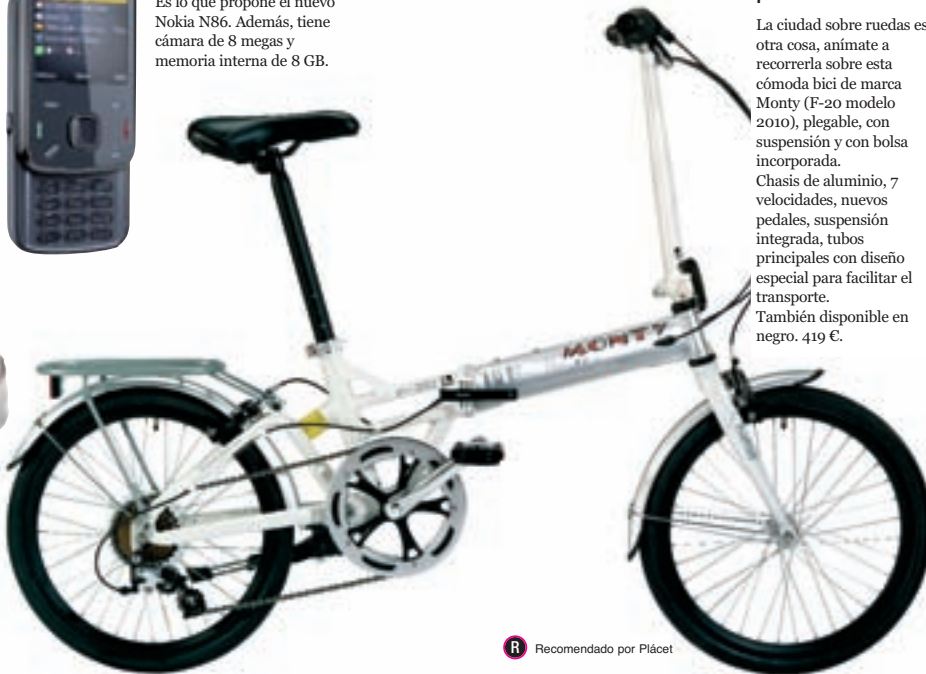 Es lo que propone el nuevo
Nokia N86. Además, tiene
cámara de 8 megas y
memoria interna de 8 GB.
La ciudad sobre ruedas es
otra cosa, anímate a
recorrerla sobre esta
cómoda bici de marca
Monty (F-20 modelo
2010), plegable, con
suspensión y con bolsa
incorporada.
Chasis de aluminio, 7
velocidades, nuevos
pedales, suspensión
integrada, tubos
principales con diseño
especial para facilitar el
transporte.
También disponible en
negro. 419 €.
MONTY
R Recomendado por Plácet